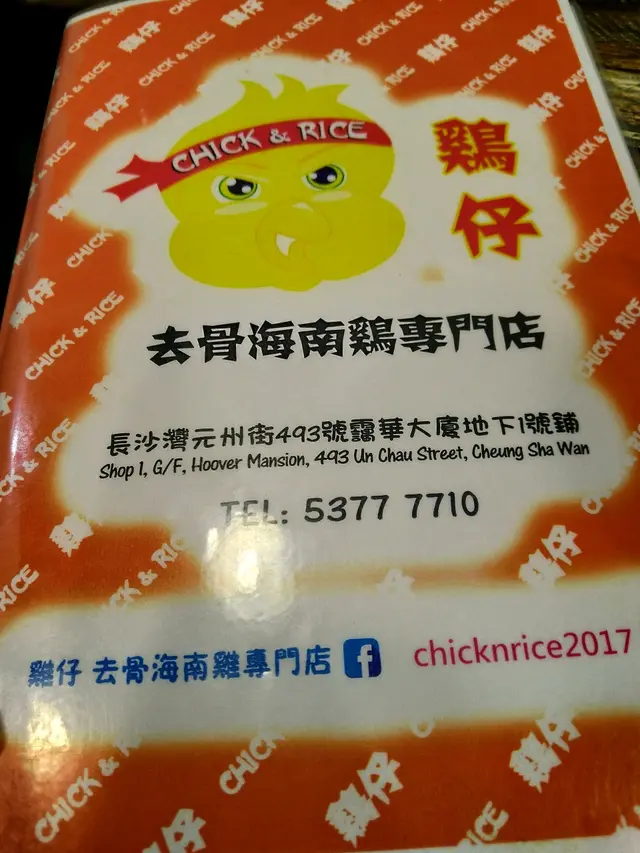 CHICK & RICE
鷄仔
去骨海南鷄專門店
長沙灣元州街493號靄華大廈地下1號鋪
Shop 1, G/F, Hoover Mansion, 493 Un Chau Street, Cheung Sha Wan
TEL: 5377 7710
雞仔 去骨海南雞專門店 f chicknrice2017